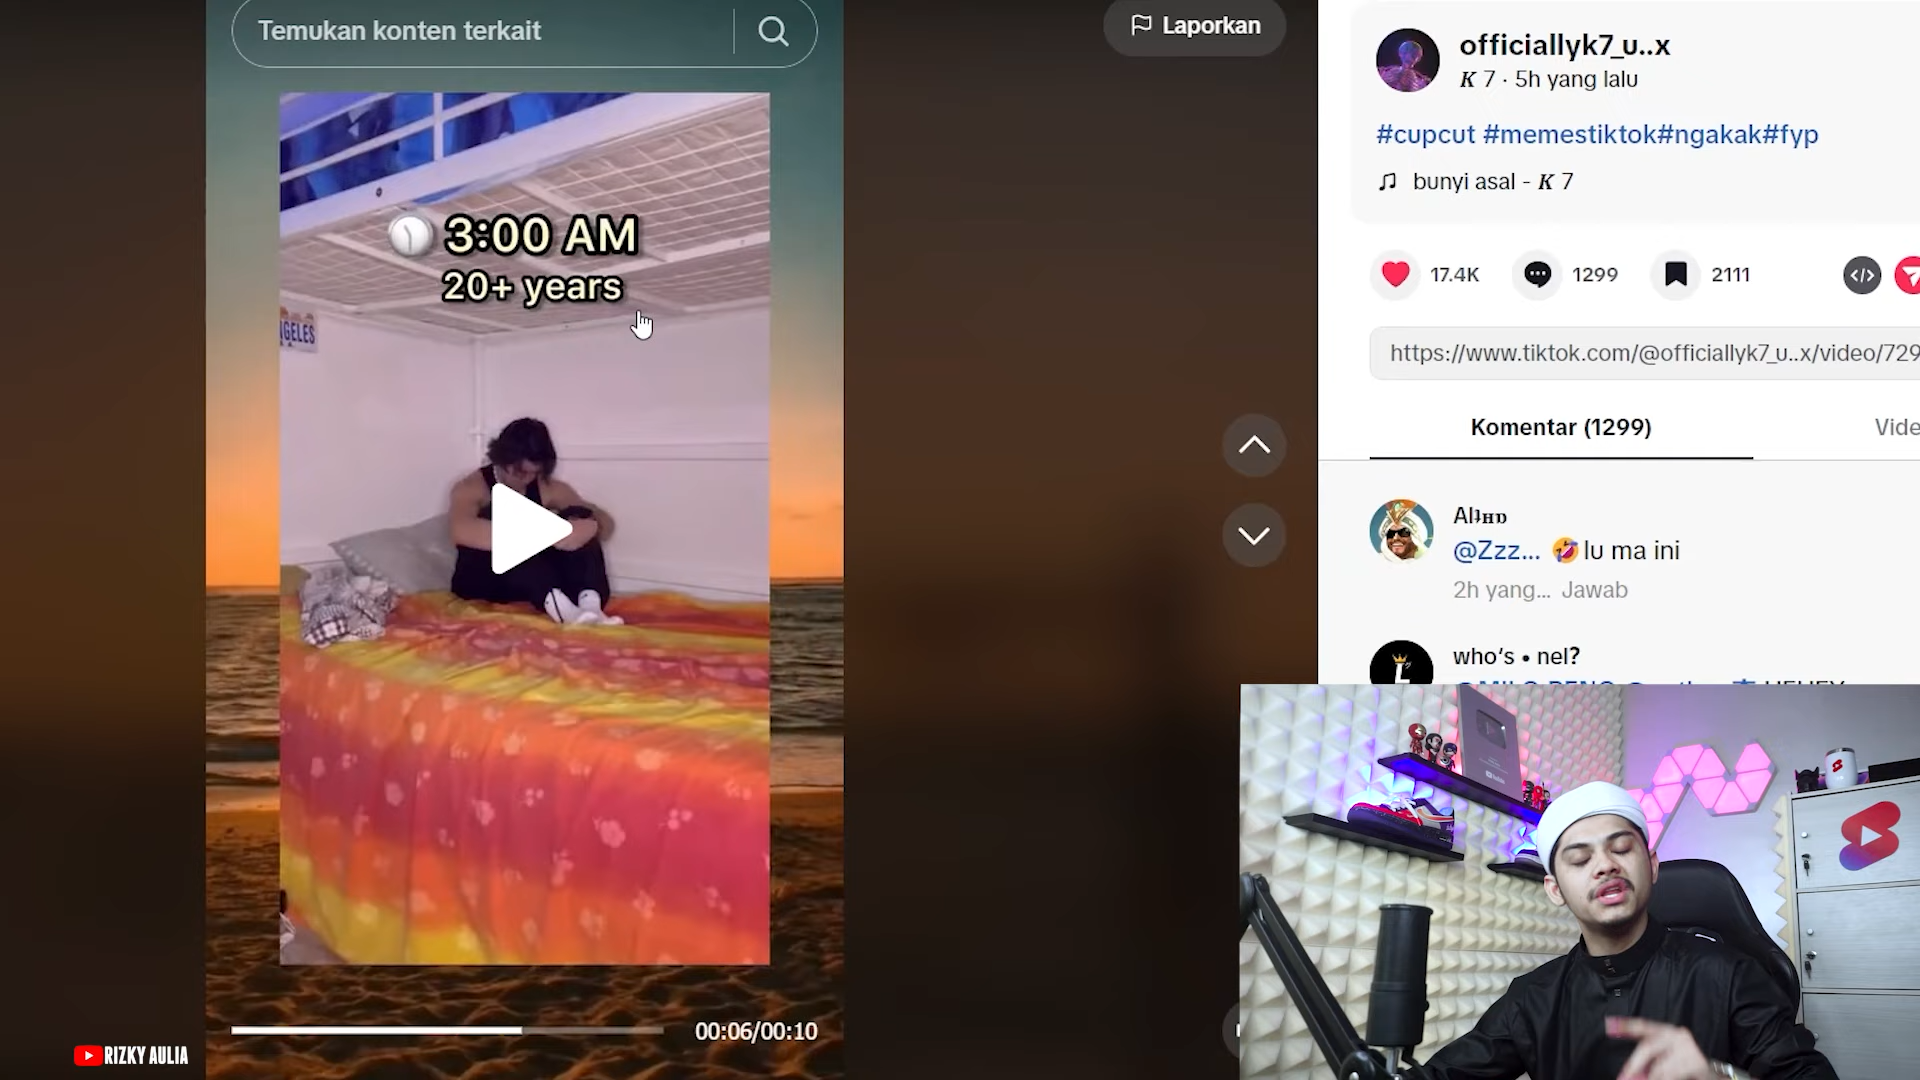 Temukan konten terkait
Laporkan
3:00 AM
20+ years
GELES
00:06/00:10
RIZKY AULIA
officiallyk7_u..x
K 7 · 5h yang lalu
#cupcut #memestiktok#ngakak#fyp
bunyi asal - K 7
17.4K
1299
2111
https://www.tiktok.com/@officiallyk7_u..x/video/729
Komentar (1299)
Vide
@Zzz... 🤣 lu ma ini
2h yang... Jawab
who's • nel?